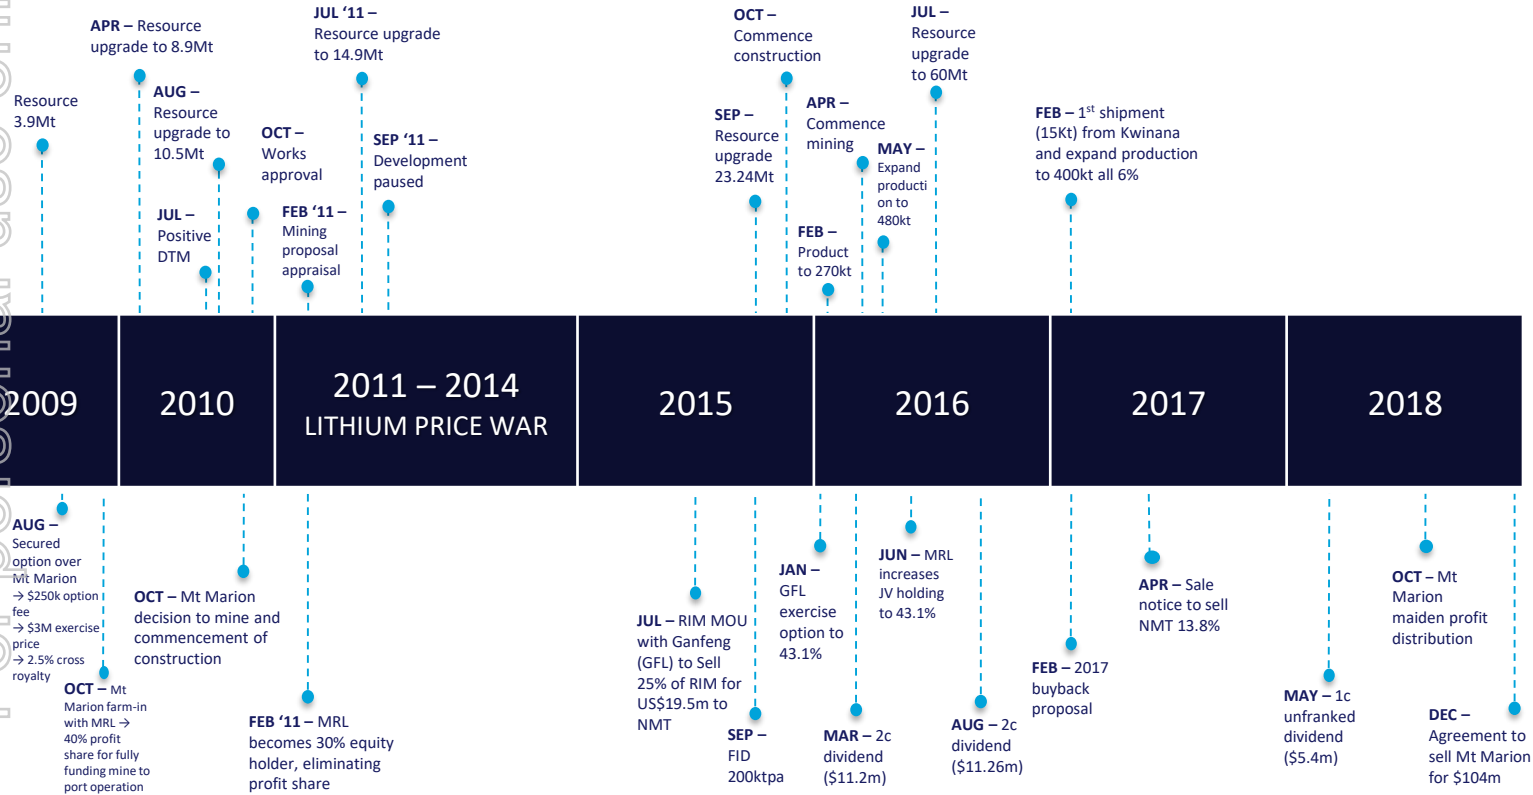 Resource
3.9Mt
APR – Resource
upgrade to 8.9Mt
AUG –
Resource
upgrade to
10.5Mt
JUL –
Positive
DTM
OCT –
Works
approval
FEB ‘11 –
Mining
proposal
appraisal
JUL ‘11 –
Resource upgrade
to 14.9Mt
SEP ‘11 –
Development
paused
SEP –
Resource
upgrade
23.24Mt
OCT –
Commence
construction
FEB –
Product
to 270kt
APR –
Commence
mining
MAY –
Expand
producti
on to
480kt
JUL –
Resource
upgrade
to 60Mt
FEB – 1st shipment
(15Kt) from Kwinana
and expand production
to 400kt all 6%
2009
2010
2011 – 2014
LITHIUM PRICE WAR
2015
2016
2017
2018
AUG –
Secured
option over
Mt Marion
→ $250k option
fee
→ $3M exercise
price
→ 2.5% cross
royalty
OCT – Mt
Marion farm-in
with MRL →
40% profit
share for fully
funding mine to
port operation
OCT – Mt Marion
decision to mine and
commencement of
construction
FEB ‘11 – MRL
becomes 30% equity
holder, eliminating
profit share
JUL – RIM MOU
with Ganfeng
(GFL) to Sell
25% of RIM for
US$19.5m to
NMT
SEP –
FID
200ktpa
JAN –
GFL
exercise
option to
43.1%
MAR – 2c
dividend
($11.2m)
JUN – MRL
increases
JV holding
to 43.1%
AUG – 2c
dividend
($11.26m)
FEB – 2017
buyback
proposal
APR – Sale
notice to sell
NMT 13.8%
MAY – 1c
unfranked
dividend
($5.4m)
OCT – Mt
Marion
maiden profit
distribution
DEC –
Agreement to
sell Mt Marion
for $104m